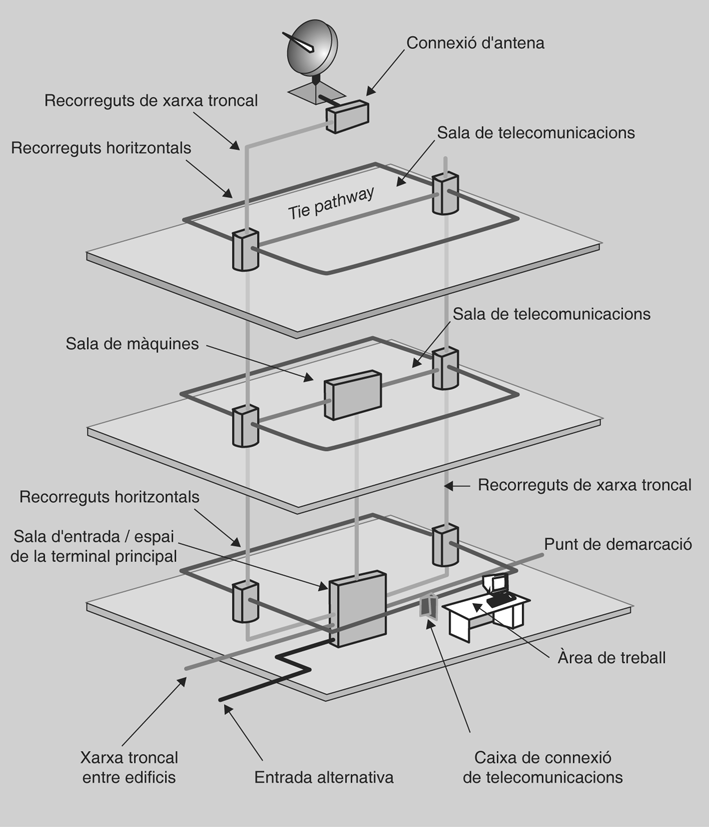 Connexió d'antena
Recorreguts de xarxa troncal
Sala de telecomunicacions
Recorreguts horitzontals
Tie pathway
Sala de telecomunicacions
Sala de màquines
Recorreguts de xarxa troncal
Recorreguts horitzontals
Sala d'entrada / espai
de la terminal principal
Punt de demarcació
Àrea de treball
Xarxa troncal
entre edificis
Entrada alternativa
Caixa de connexió
de telecomunicacions